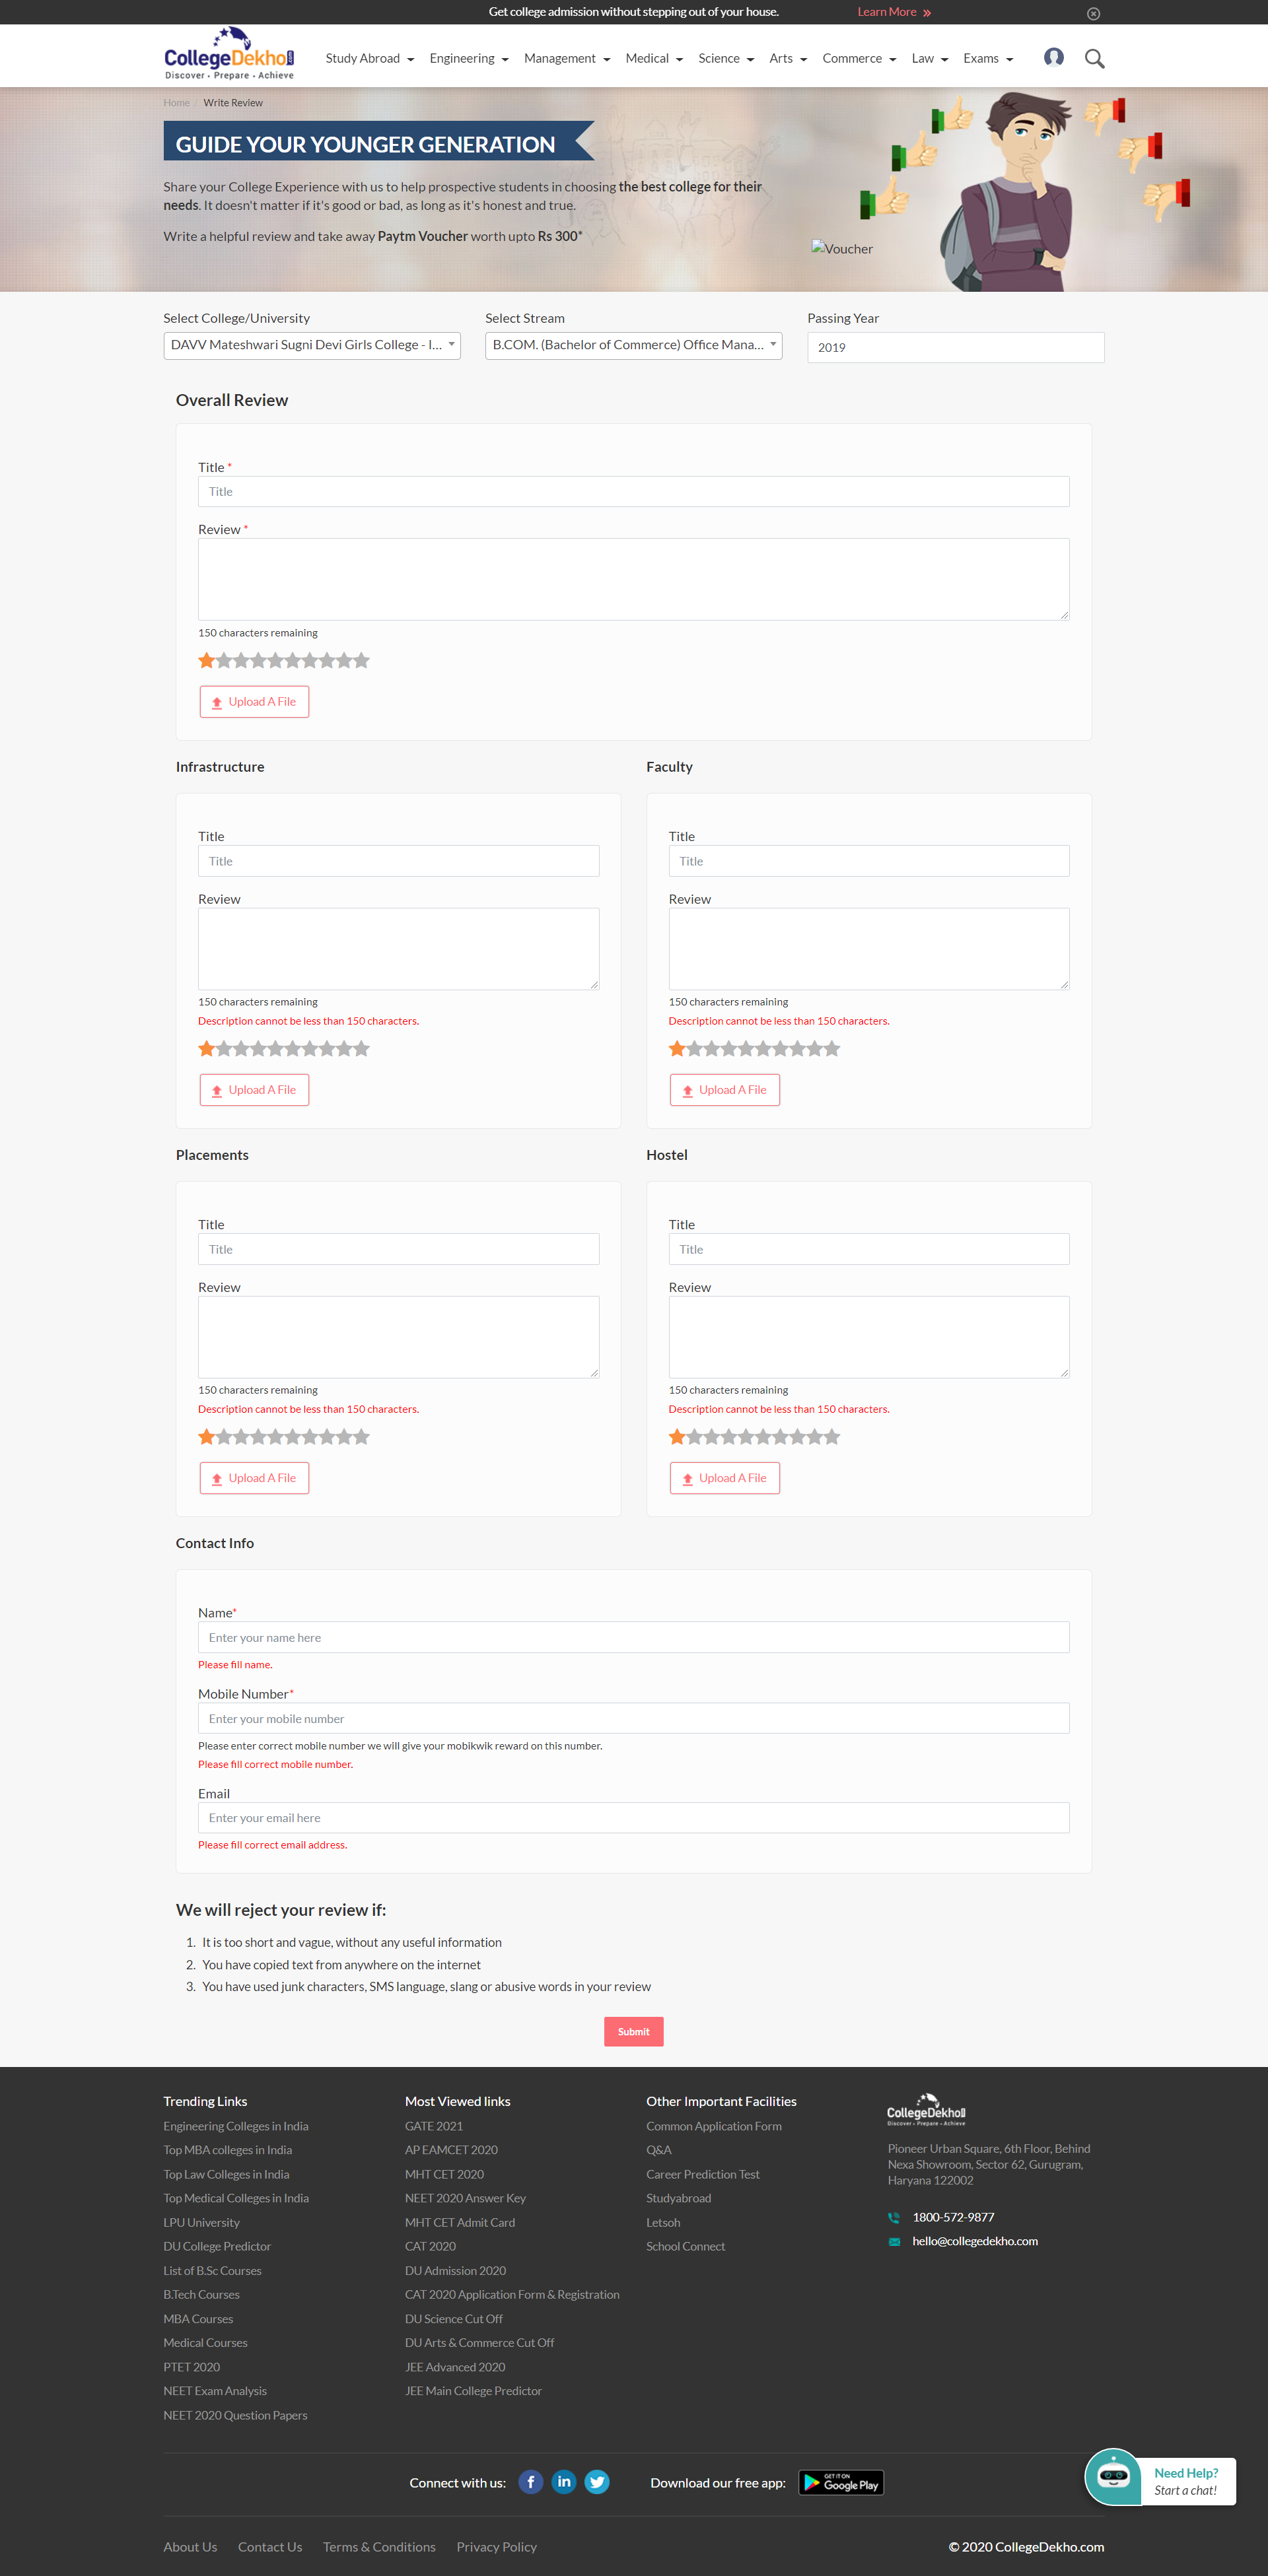 Get college admission without stepping out of your house. Learn More »
CollegeDekho.com
Discover • Prepare • Achieve
Study Abroad Engineering Management Medical Science Arts Commerce Law Exams
Home / Write Review
GUIDE YOUR YOUNGER GENERATION
Share your College Experience with us to help prospective students in choosing the best college for their
needs. It doesn't matter if it's good or bad, as long as it's honest and true.
Write a helpful review and take away Paytm Voucher worth upto Rs 300*
Voucher
Select College/University Select Stream Passing Year
DAVV Mateshwari Sugni Devi Girls College - I... B.COM. (Bachelor of Commerce) Office Mana... 2019
Overall Review
Title *
Title
Review *
150 characters remaining
Upload A File
Infrastructure Faculty
Title Title
Title Title
Review Review
150 characters remaining 150 characters remaining
Description cannot be less than 150 characters. Description cannot be less than 150 characters.
Upload A File Upload A File
Placements Hostel
Title Title
Title Title
Review Review
150 characters remaining 150 characters remaining
Description cannot be less than 150 characters. Description cannot be less than 150 characters.
Upload A File Upload A File
Contact Info
Name*
Enter your name here
Please fill name.
Mobile Number*
Enter your mobile number
Please enter correct mobile number we will give your mobikwik reward on this number.
Please fill correct mobile number.
Email
Enter your email here
Please fill correct email address.
We will reject your review if:
1. It is too short and vague, without any useful information
2. You have copied text from anywhere on the internet
3. You have used junk characters, SMS language, slang or abusive words in your review
Submit
Trending Links
Engineering Colleges in India
Top MBA colleges in India
Top Law Colleges in India
Top Medical Colleges in India
LPU University
DU College Predictor
List of B.Sc Courses
B.Tech Courses
MBA Courses
Medical Courses
PTET 2020
NEET Exam Analysis
NEET 2020 Question Papers
Most Viewed links
GATE 2021
AP EAMCET 2020
MHT CET 2020
NEET 2020 Answer Key
MHT CET Admit Card
CAT 2020
DU Admission 2020
CAT 2020 Application Form & Registration
DU Science Cut Off
DU Arts & Commerce Cut Off
JEE Advanced 2020
JEE Main College Predictor
Other Important Facilities
Common Application Form
Q&A
Career Prediction Test
Studyabroad
Letsoh
School Connect
CollegeDekho.com
Discover • Prepare • Achieve
Pioneer Urban Square, 6th Floor, Behind
Nexa Showroom, Sector 62, Gurugram,
Haryana 122002
1800-572-9877
hello@collegedekho.com
Connect with us: f in Download our free app: GET IT ON Google Play
Need Help?
Start a chat!
About Us Contact Us Terms & Conditions Privacy Policy © 2020 CollegeDekho.com